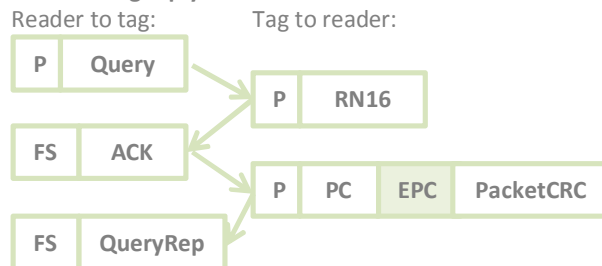 Reader to tag:
Tag to reader:
P Query
P RN16
FS ACK
P PC EPC PacketCRC
FS QueryRep